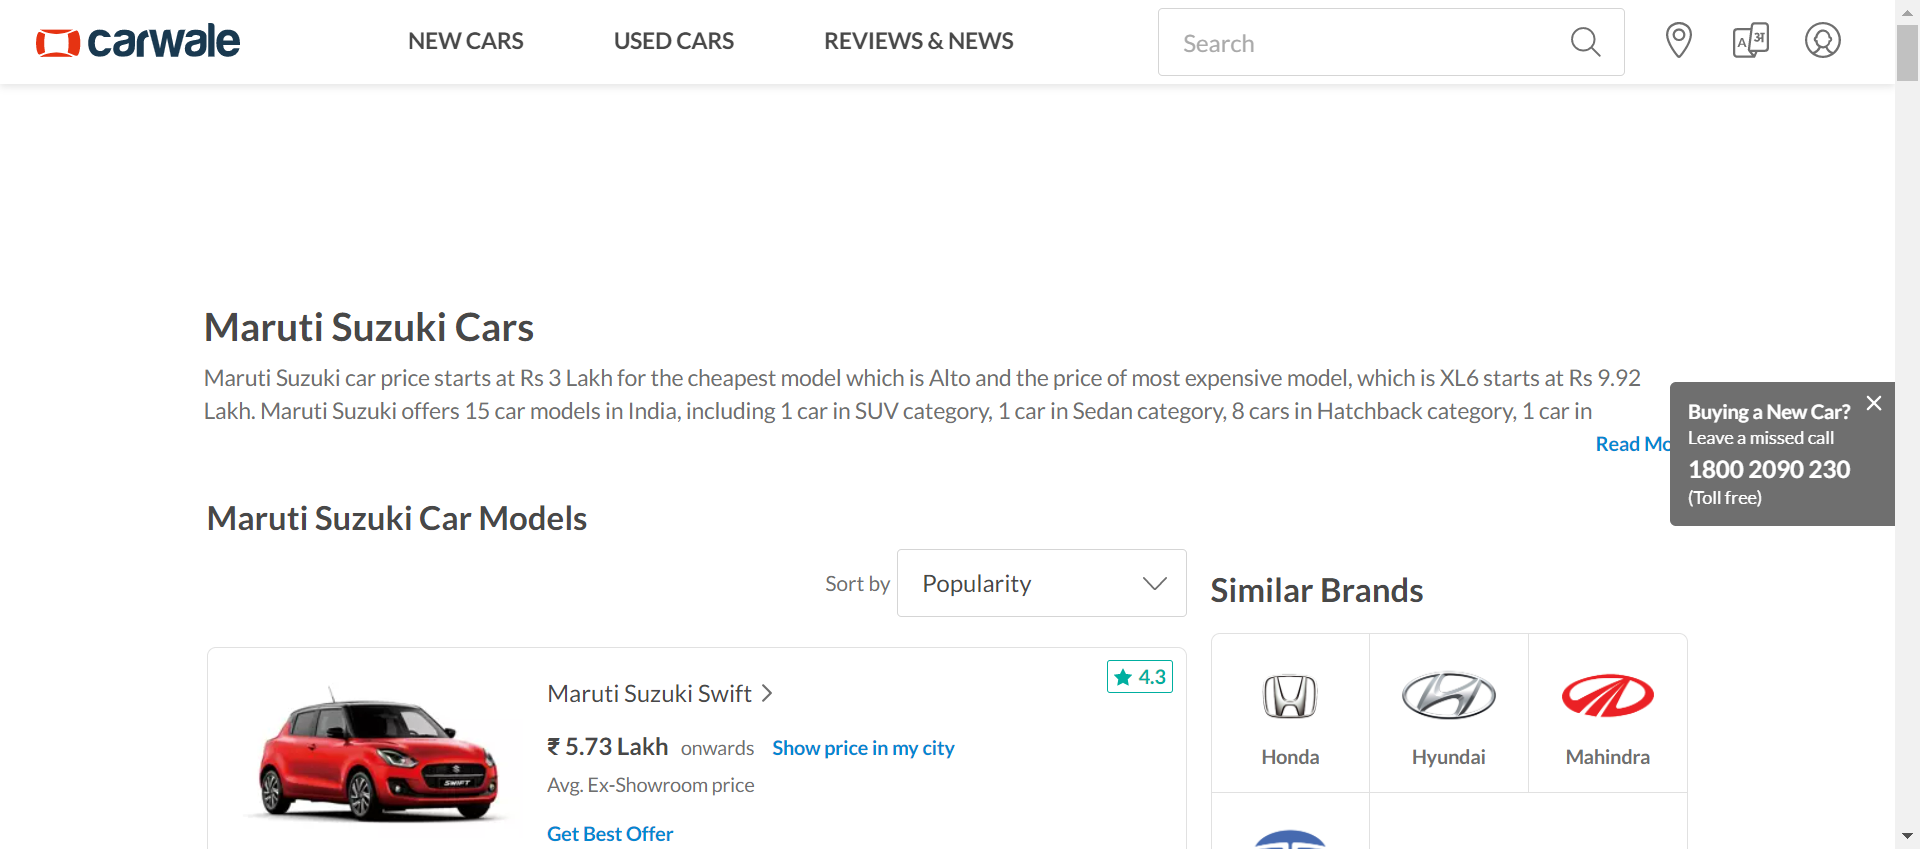 carwale
NEW CARS
USED CARS
REVIEWS & NEWS
Search
A अ
Maruti Suzuki Cars
Maruti Suzuki car price starts at Rs 3 Lakh for the cheapest model which is Alto and the price of most expensive model, which is XL6 starts at Rs 9.92
Lakh. Maruti Suzuki offers 15 car models in India, including 1 car in SUV category, 1 car in Sedan category, 8 cars in Hatchback category, 1 car in
Read Mo
Buying a New Car?
Leave a missed call
1800 2090 230
(Toll free)
Maruti Suzuki Car Models
Sort by
Popularity
Similar Brands
Maruti Suzuki Swift
4.3
₹ 5.73 Lakh onwards Show price in my city
Avg. Ex-Showroom price
Get Best Offer
SWIFT
Honda
Hyundai
Mahindra